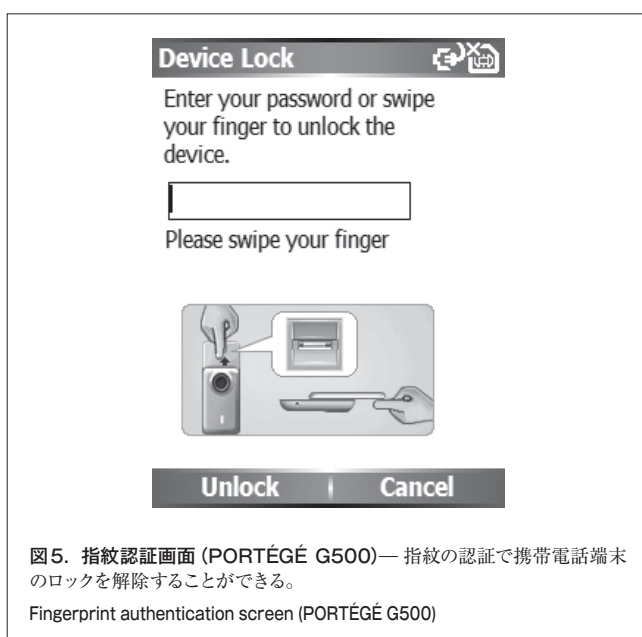 Device Lock
Enter your password or swipe
your finger to unlock the
device.
Please swipe your finger
Unlock
Cancel
図5. 指紋認証画面 (PORTÉGÉ G500)― 指紋の認証で携帯電話端末
のロックを解除することができる。
Fingerprint authentication screen (PORTÉGÉ G500)